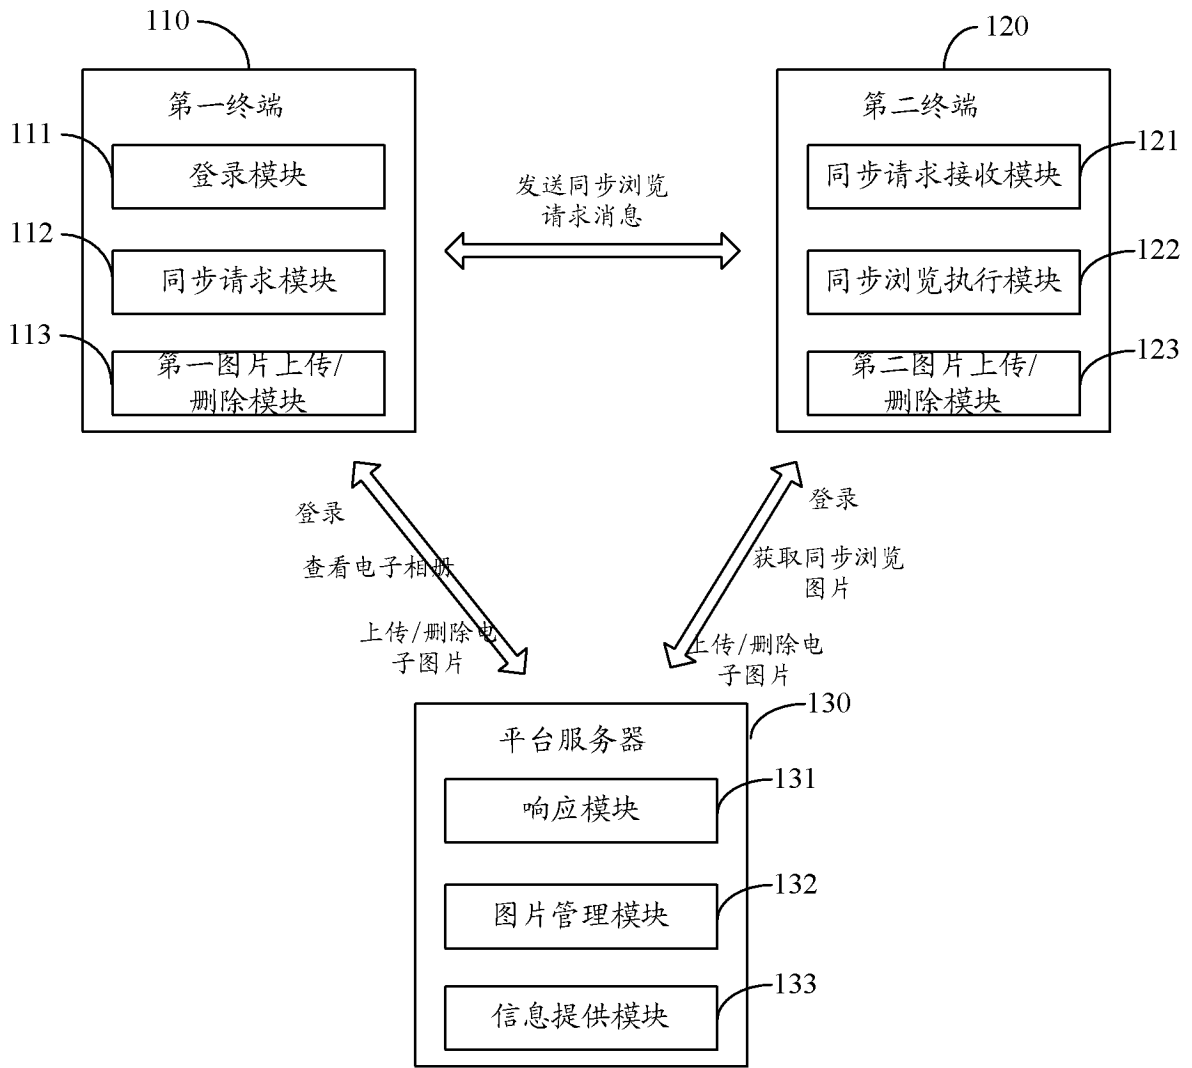 110
120
第一终端
第二终端
111
登录模块
121
同步请求接收模块
发送同步浏览
请求消息
112
同步请求模块
122
同步浏览执行模块
113
第一图片上传/
删除模块
123
第二图片上传/
删除模块
登录
查看电子相册
上传/删除电
子图片
登录
获取同步浏览
图片
上传/删除电
子图片
130
平台服务器
131
响应模块
132
图片管理模块
133
信息提供模块